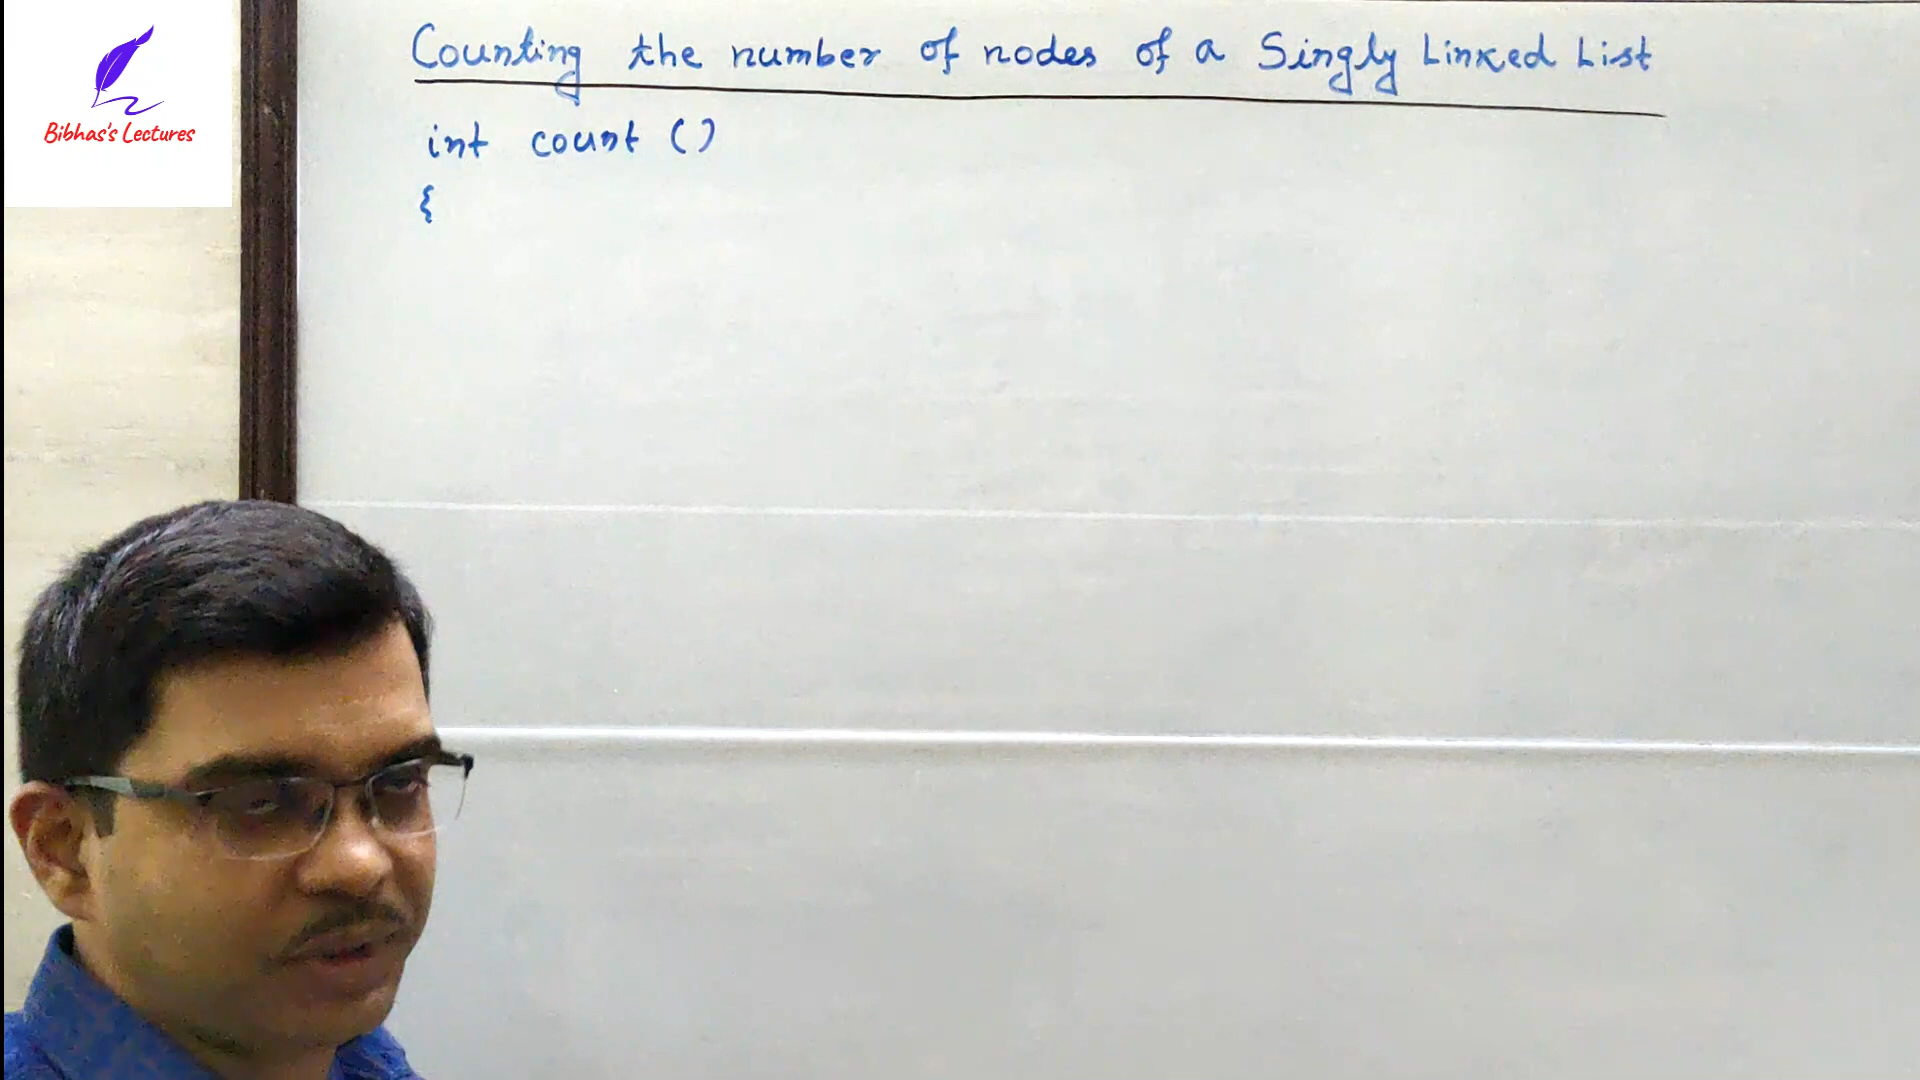 Bibhas's Lectures
Counting the number of nodes of a Singly Linked List
int count ()
{